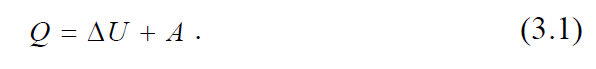 Q = ΔU + A . (3.1)